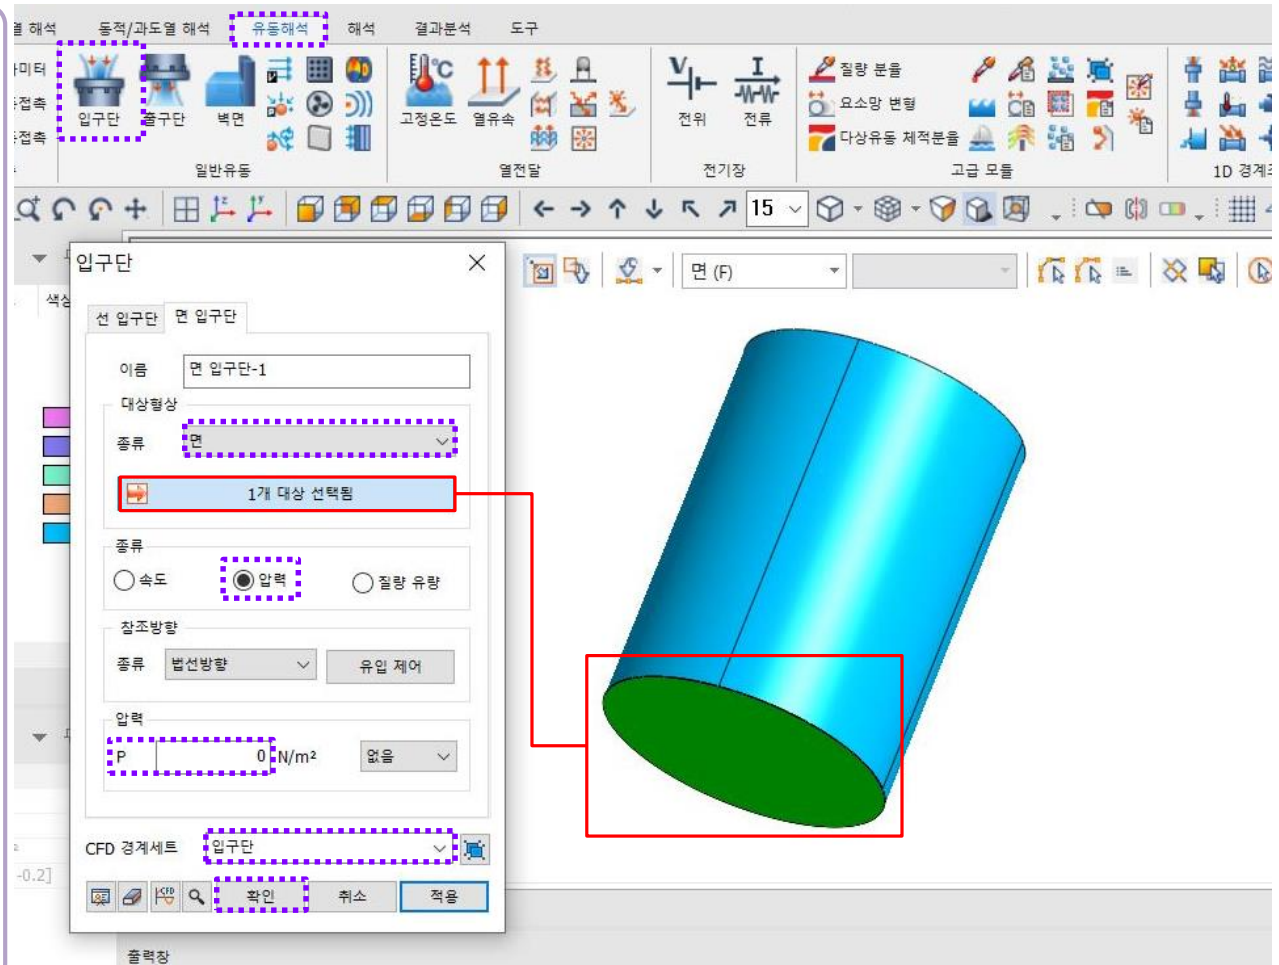 열 해석 동적/과도열 해석 유동해석 해석 결과분석 도구
입구단 출구단 벽면
접촉
접촉
고정온도 열유속
전위 전류
질량 분율
요소망 변형
다상유동 체적분율
일반유동 열전달 전기장 고급 모듈 1D 경계조
15
입구단
면 (F)
색상
선 입구단 면 입구단
이름 면 입구단-1
대상형상
종류 면
1개 대상 선택됨
종류
속도 압력 질량 유량
참조방향
종류 법선방향 유입 제어
압력
P 0 N/m² 없음
CFD 경계세트 입구단
-0.2]
확인 취소 적용
출력창